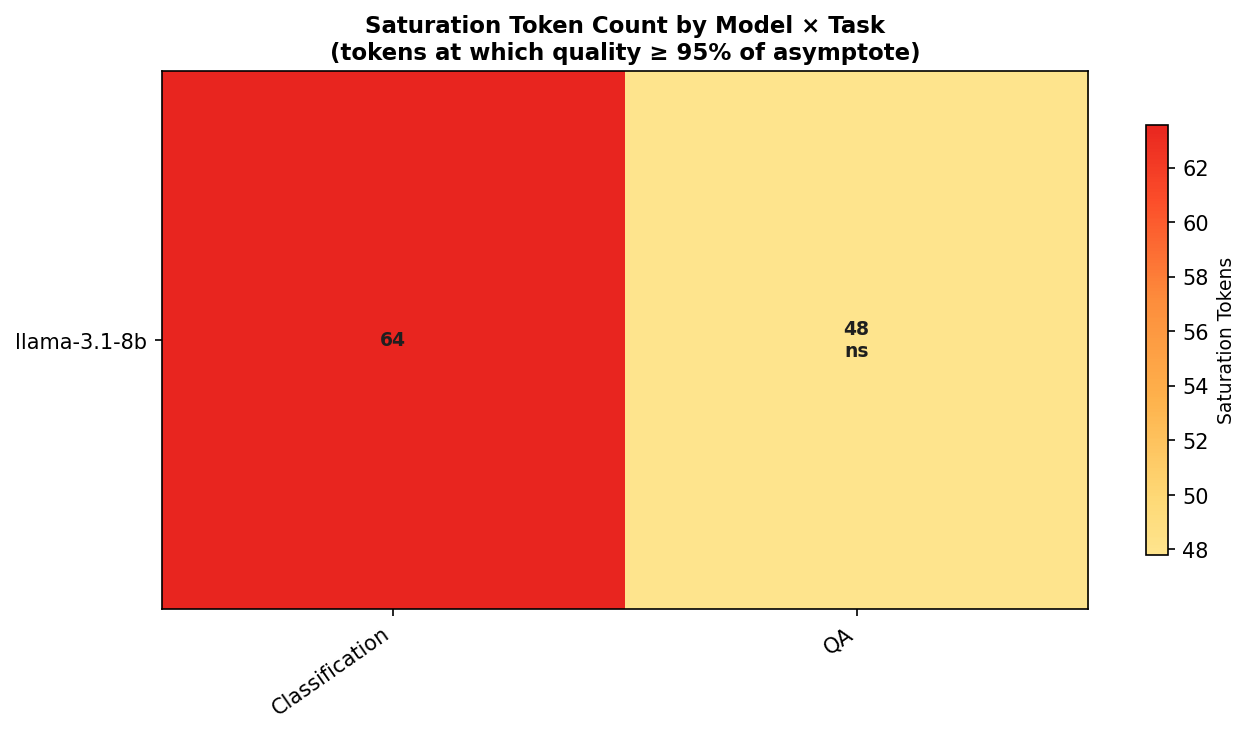 Saturation Token Count by Model × Task
(tokens at which quality ≥ 95% of asymptote)
llama-3.1-8b
64
48
ns
Classification
QA
62
60
58
56
54
52
50
48
Saturation Tokens